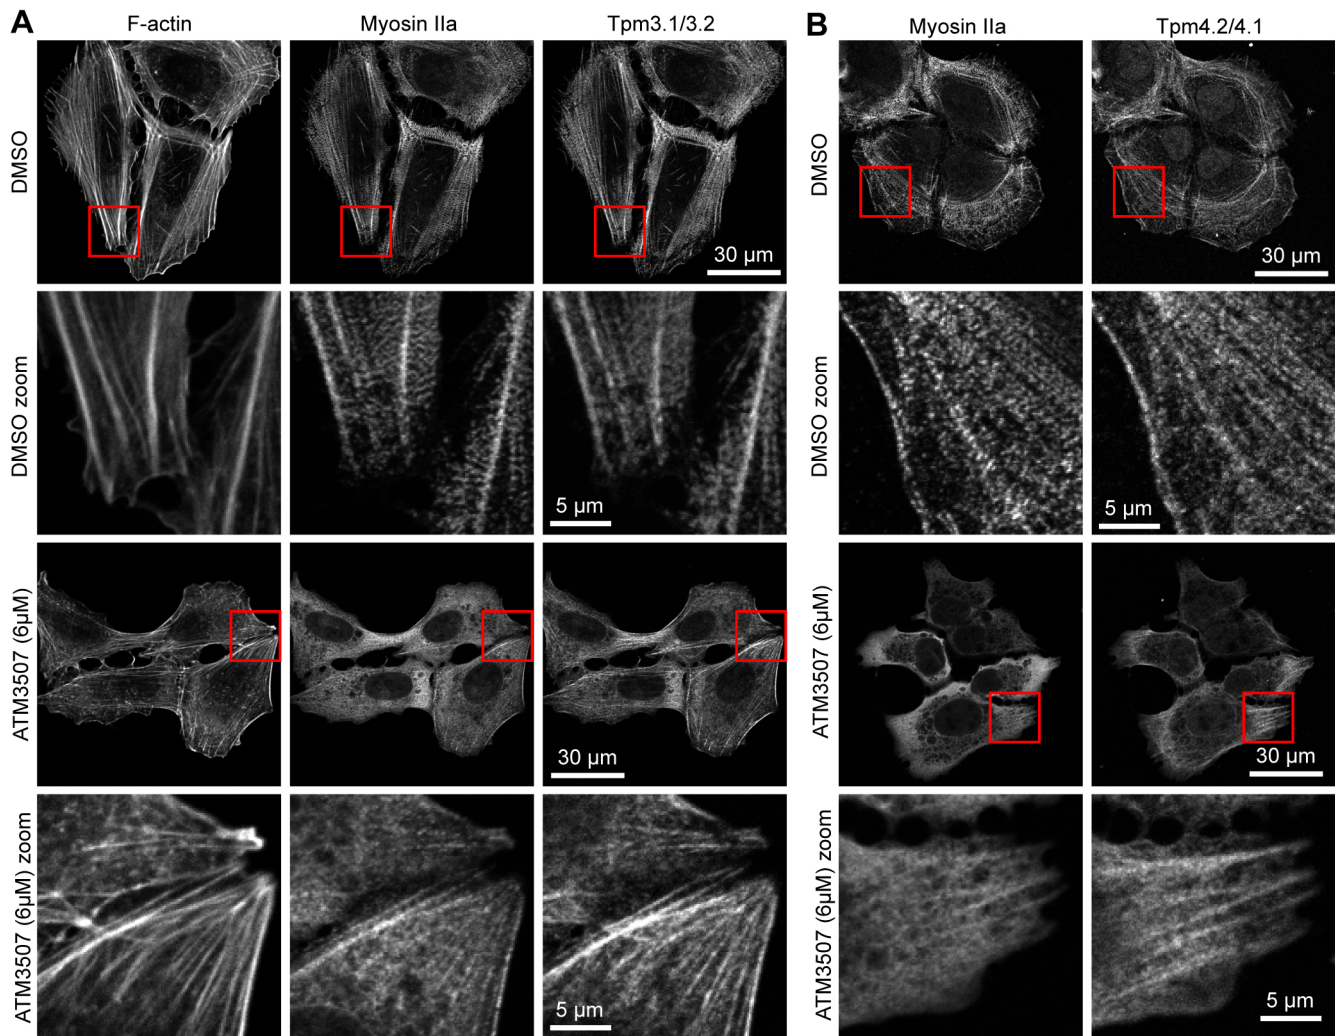 A
F-actin
Myosin IIa
Tpm3.1/3.2
B
Myosin IIa
Tpm4.2/4.1
DMSO
30 µm
DMSO
30 µm
DMSO zoom
5 µm
DMSO zoom
5 µm
ATM3507 (6µM)
30 µm
ATM3507 (6µM)
30 µm
ATM3507 (6µM) zoom
5 µm
ATM3507 (6µM) zoom
5 µm